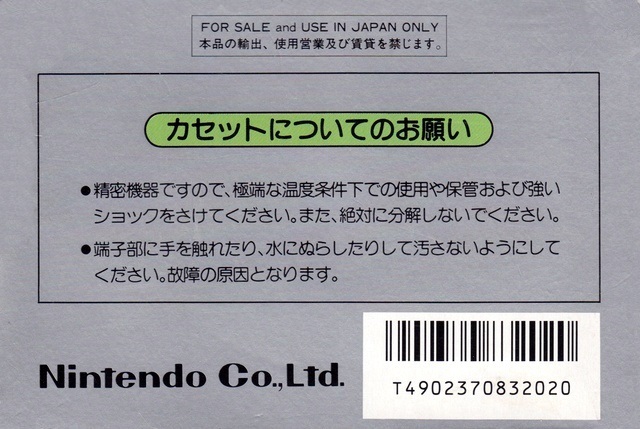 FOR SALE and USE IN JAPAN ONLY
本品の輸出、使用営業及び賃貸を禁じます。
カセットについてのお願い
●精密機器ですので、極端な温度条件下での使用や保管および強い
ショックをさけてください。また、絶対に分解しないでください。
●端子部に手を触れたり、水にぬらしたりして汚さないようにして
ください。故障の原因となります。
Nintendo Co.,Ltd.
T4902370832020